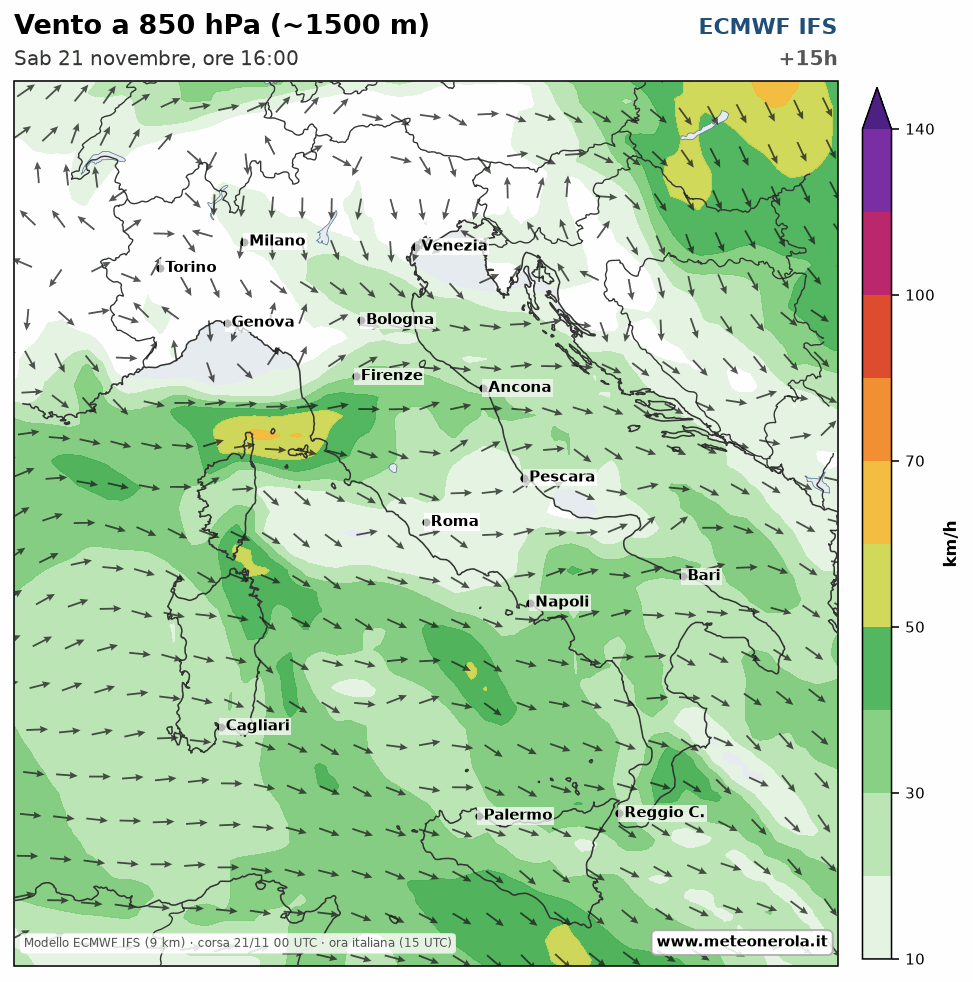 Vento a 850 hPa (~1500 m)
ECMWF IFS
Sab 21 novembre, ore 16:00
+15h
140
100
70
50
30
10
km/h
Milano
Venezia
Torino
Genova
Bologna
Firenze
Ancona
Pescara
Roma
Bari
Napoli
Cagliari
Palermo
Reggio C.
Modello ECMWF IFS (9 km) · corsa 21/11 00 UTC · ora italiana (15 UTC)
www.meteonerola.it